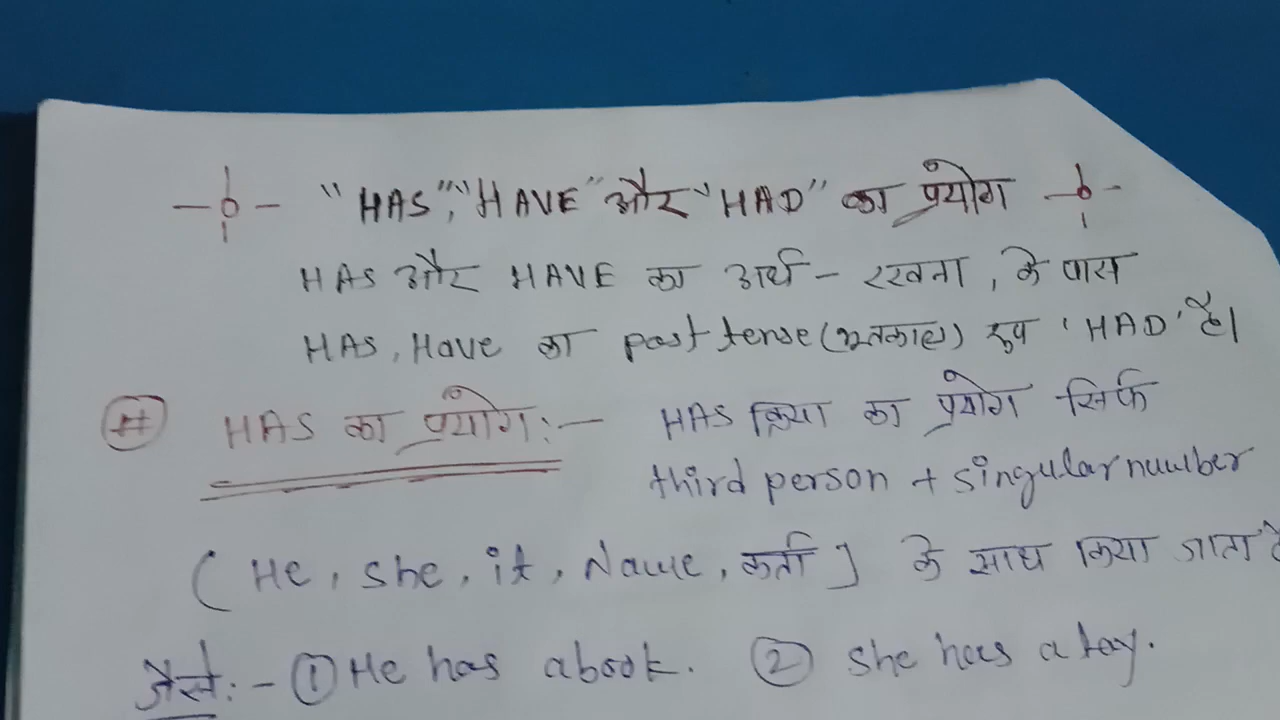 "HAS", "HAVE" और "HAD" का प्रयोग
HAS और HAVE का अर्थ – रखना, के पास
HAS, Have का past tense (भूतकाल) रूप 'HAD' है।
# HAS का प्रयोग :— HAS क्रिया का प्रयोग सिर्फ
third person + singular number
(He, she, it, Name, कर्ता] के साथ किया जाता है
जैसे :- ① He has a book. ② she has a toy.